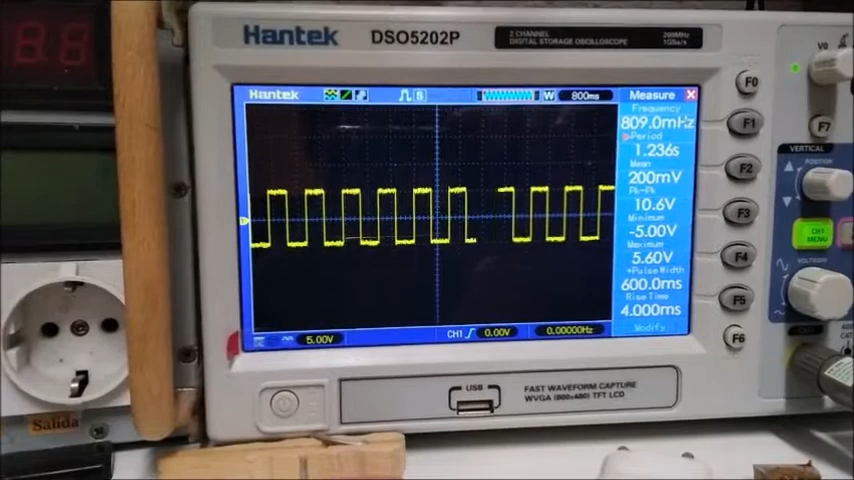 88
Hantek
DSO5202P
2 CHANNEL
DIGITAL STORAGE OSCILLOSCOPE
200MHz
1GSa/s
Hantek
S
W
800ms
Measure
Frequency
809.0mHz
Period
1.236s
Mean
200mV
Pk-Pk
10.6V
Minimum
-5.00V
Maximum
5.60V
+Pulse Width
600.0ms
Rise Time
4.000ms
Modify
5.00V
CH1
0.00V
0.00000Hz
F0
F1
F2
F3
F4
F5
F6
F7
VERTICAL
POSITION
CH1
MENU
USB
FAST WAVEFORM CAPTURE
WVGA (800x480) TFT LCD
Salida